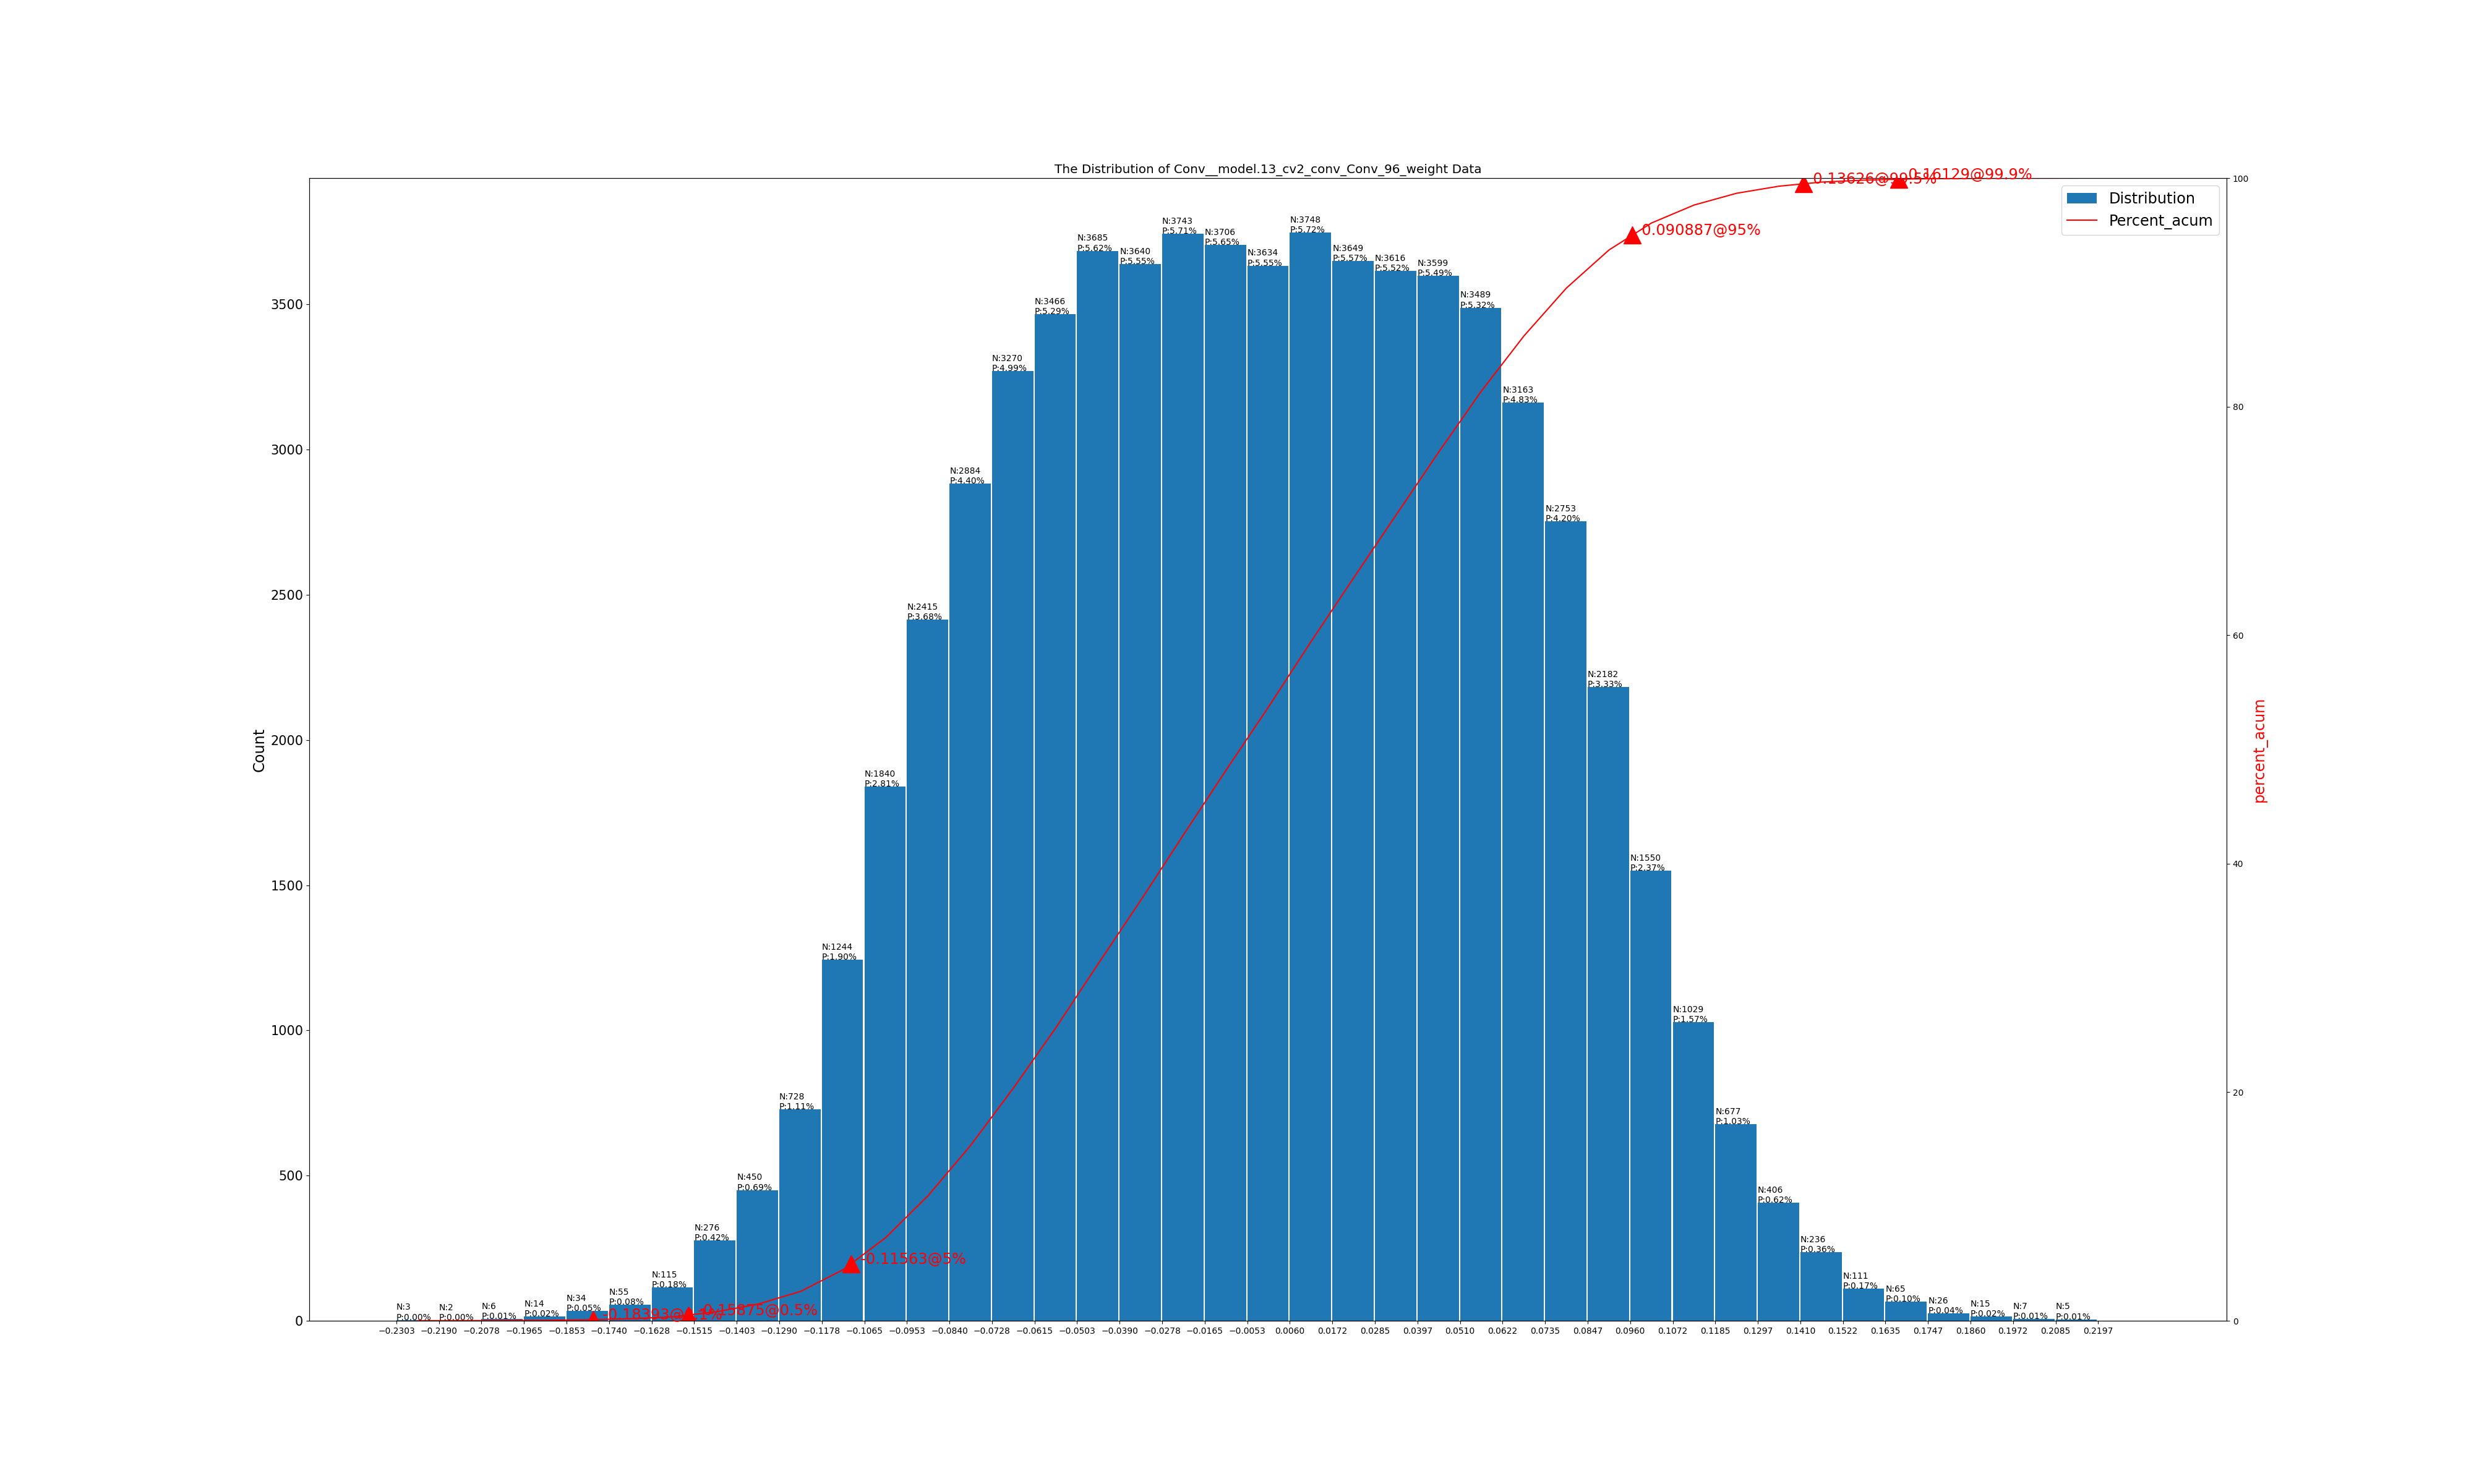 The Distribution of Conv__model.13_cv2_conv_Conv_96_weight Data
Distribution
Percent_acum
Count
percent_acum
3500
3000
2500
2000
1500
1000
500
0
100
80
60
40
20
0
N:3
P:0.00%
N:2
P:0.00%
N:6
P:0.01%
N:14
P:0.02%
N:34
P:0.05%
N:55
P:0.08%
N:115
P:0.18%
N:276
P:0.42%
N:450
P:0.69%
N:728
P:1.11%
N:1244
P:1.90%
N:1840
P:2.81%
N:2415
P:3.68%
N:2884
P:4.40%
N:3270
P:4.99%
N:3466
P:5.29%
N:3685
P:5.62%
N:3640
P:5.55%
N:3743
P:5.71%
N:3706
P:5.65%
N:3634
P:5.55%
N:3748
P:5.72%
N:3649
P:5.57%
N:3616
P:5.52%
N:3599
P:5.49%
N:3489
P:5.32%
N:3163
P:4.83%
N:2753
P:4.20%
N:2182
P:3.33%
N:1550
P:2.37%
N:1029
P:1.57%
N:677
P:1.03%
N:406
P:0.62%
N:236
P:0.36%
N:111
P:0.17%
N:65
P:0.10%
N:26
P:0.04%
N:15
P:0.02%
N:7
P:0.01%
N:5
P:0.01%
-0.15875@0.5%
-0.11563@5%
0.090887@95%
0.13626@99.5%
0.16129@99.9%
−0.2303 −0.2190 −0.2078 −0.1965 −0.1853 −0.1740 −0.1628 −0.1515 −0.1403 −0.1290 −0.1178 −0.1065 −0.0953 −0.0840 −0.0728 −0.0615 −0.0503 −0.0390 −0.0278 −0.0165 −0.0053 0.0060 0.0172 0.0285 0.0397 0.0510 0.0622 0.0735 0.0847 0.0960 0.1072 0.1185 0.1297 0.1410 0.1522 0.1635 0.1747 0.1860 0.1972 0.2085 0.2197